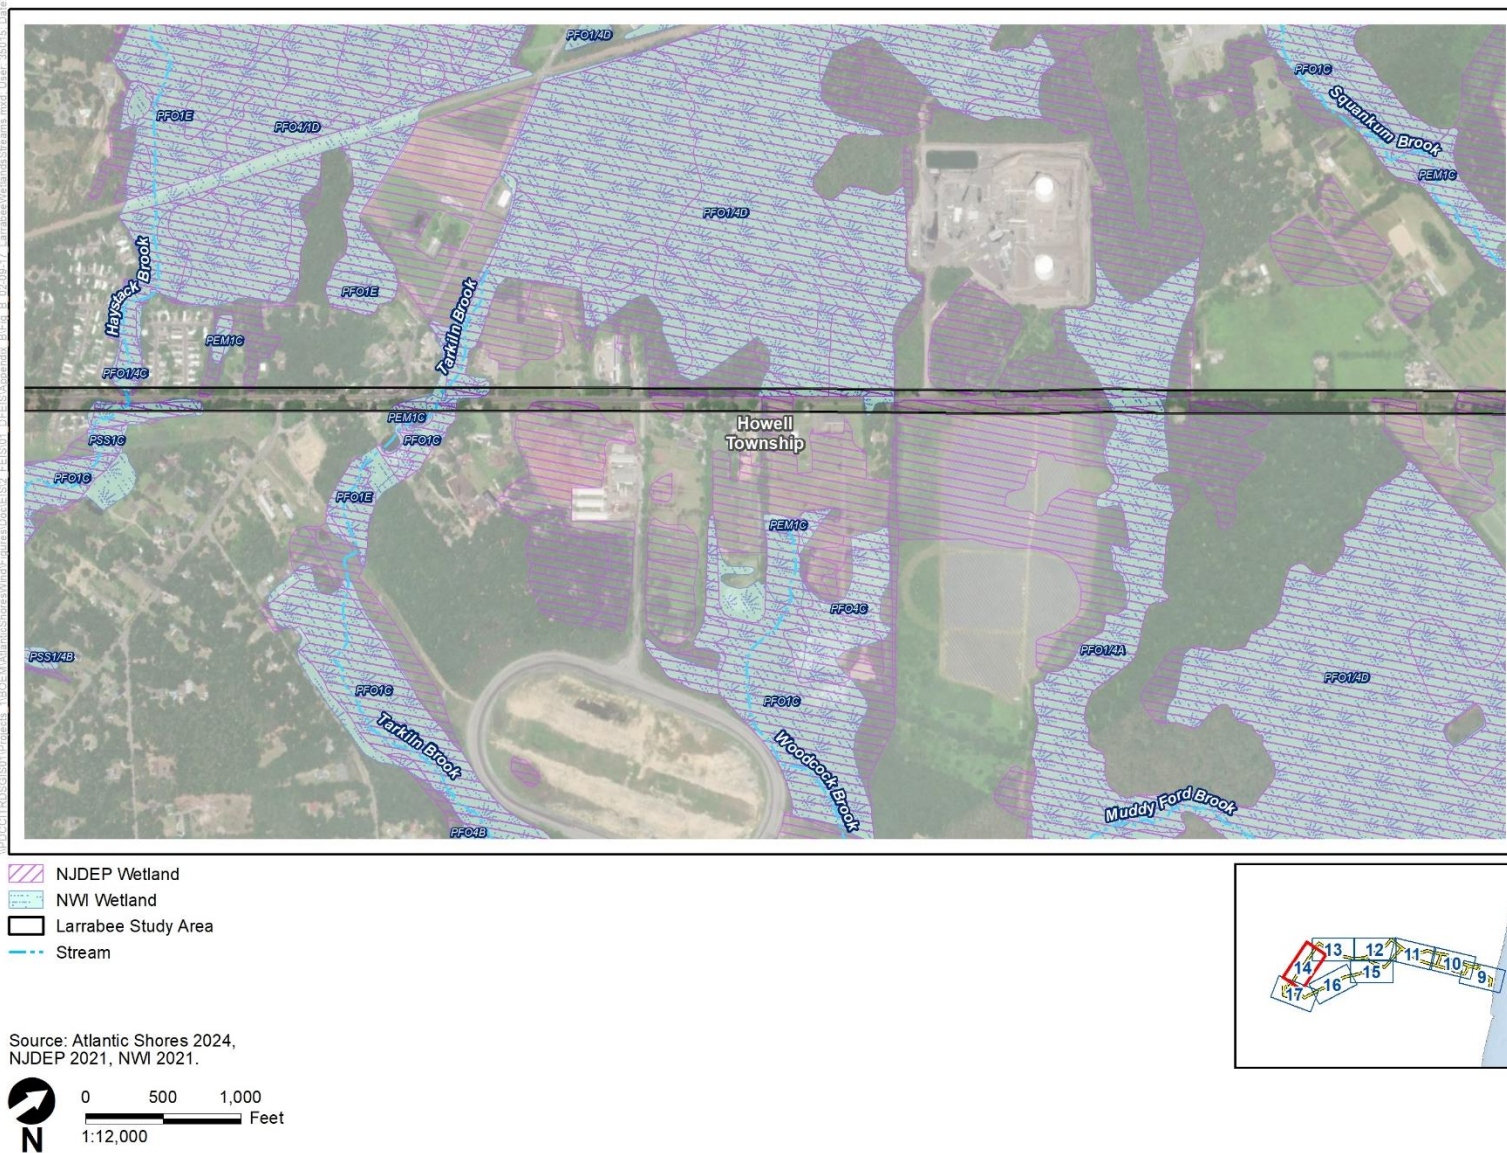 PFO1/4D
PFO1C
Squankum Brook
PFO1E
PFO4/1D
PEM1C
PFO1/4D
Haystack Brook
PFO1E
Tarkiln Brook
PEM1C
PFO1/4C
PEM1C
Howell
Township
PSS1C
PFO1C
PFO1C
PFO1E
PEM1C
PFO4C
PSS1/4B
PFO1/4A
PFO1/4D
PFO1C
PFO1C
Tarkiln Brook
Woodcock Brook
Muddy Ford Brook
PFO4B
NJDEP Wetland
NWI Wetland
Larrabee Study Area
Stream
13
12
11
10
9
14
15
16
17
Source: Atlantic Shores 2024,
NJDEP 2021, NWI 2021.
N
0 500 1,000
Feet
1:12,000